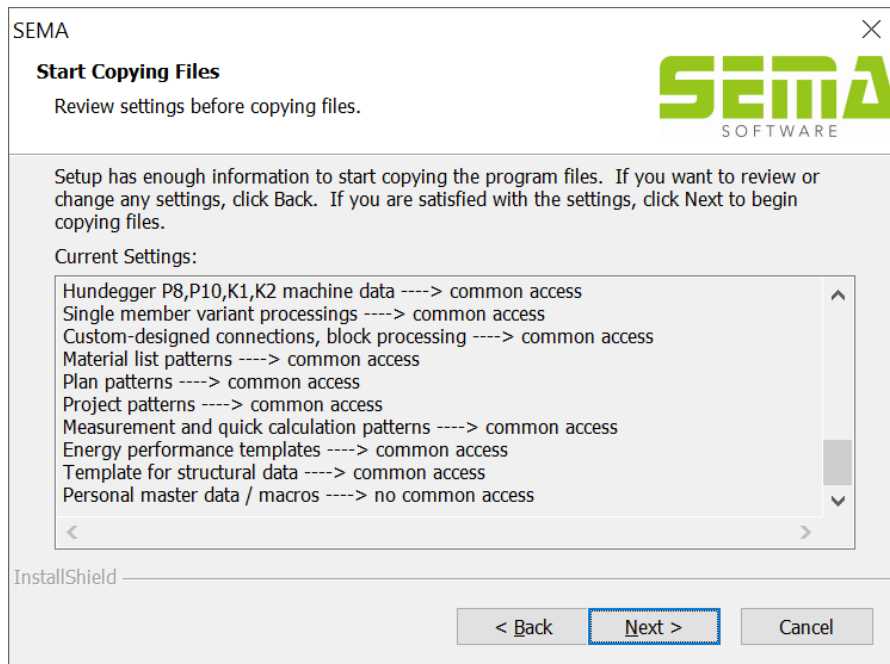 SEMA
Start Copying Files
Review settings before copying files.
SEMA
SOFTWARE
Setup has enough information to start copying the program files.  If you want to review or
change any settings, click Back.  If you are satisfied with the settings, click Next to begin
copying files.
Current Settings:
Hundegger P8,P10,K1,K2 machine data ----> common access
Single member variant processings ----> common access
Custom-designed connections, block processing ----> common access
Material list patterns ----> common access
Plan patterns ----> common access
Project patterns ----> common access
Measurement and quick calculation patterns ----> common access
Energy performance templates ----> common access
Template for structural data ----> common access
Personal master data / macros ----> no common access
InstallShield
< Back
Next >
Cancel